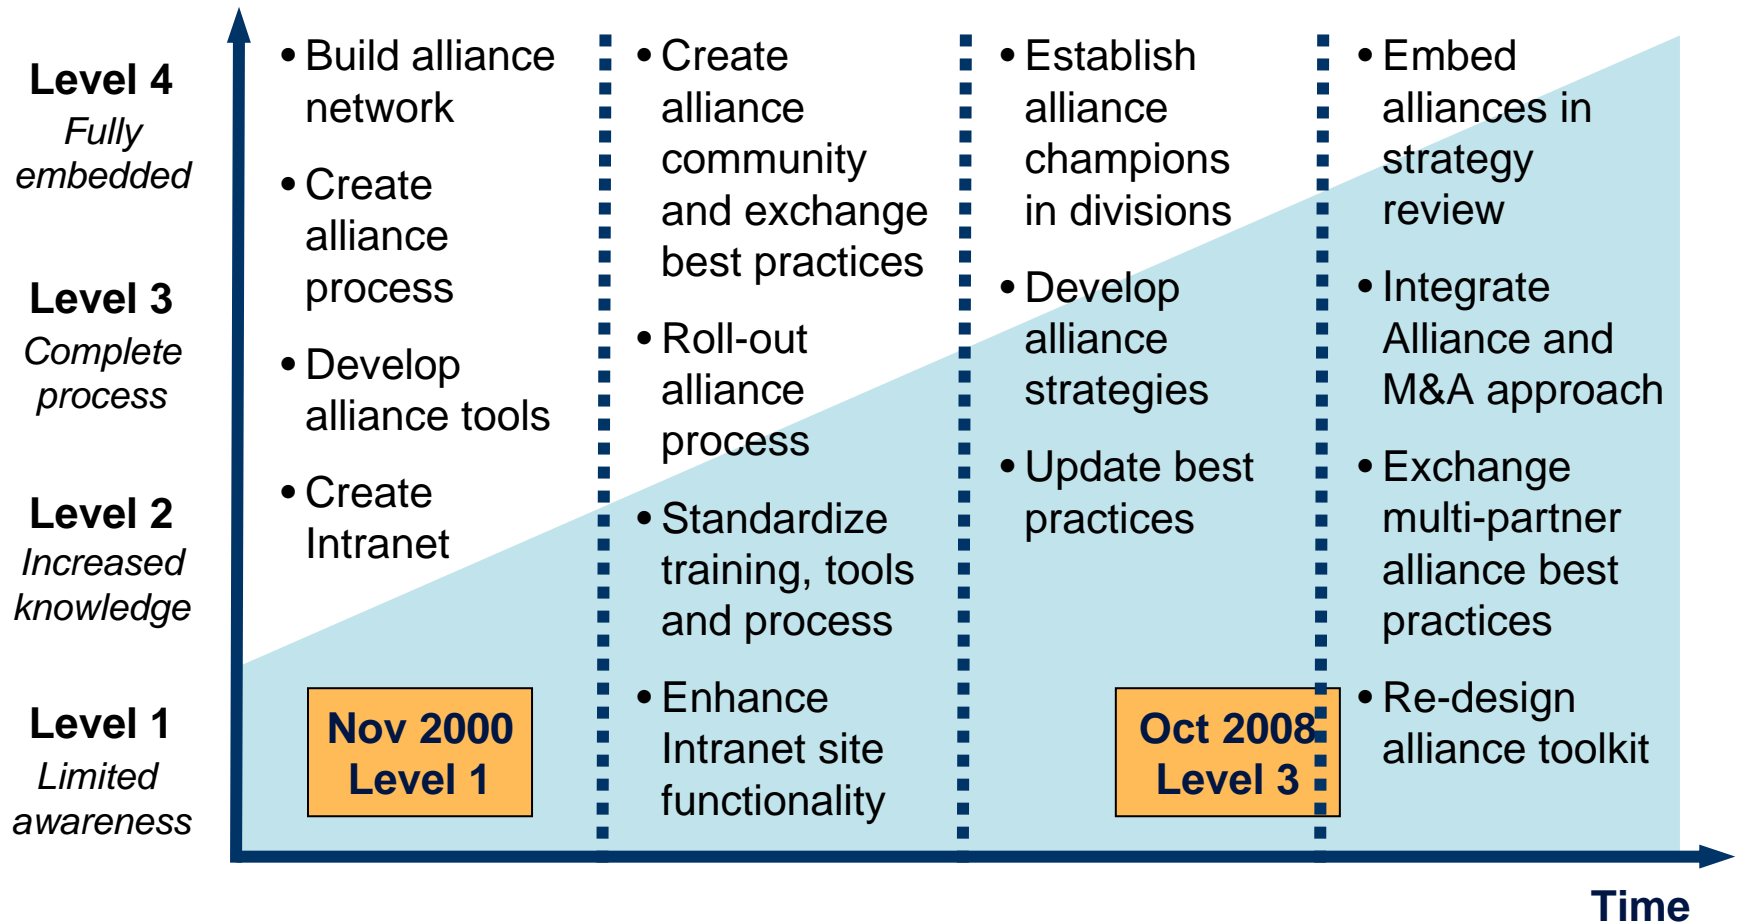 Level 4
Fully
embedded
Level 3
Complete
process
Level 2
Increased
knowledge
Level 1
Limited
awareness
• Build alliance
network
• Create
alliance
process
• Develop
alliance tools
• Create
Intranet
Nov 2000
Level 1
• Create
alliance
community
and exchange
best practices
• Roll-out
alliance
process
• Standardize
training, tools
and process
• Enhance
Intranet site
functionality
• Establish
alliance
champions
in divisions
• Develop
alliance
strategies
• Update best
practices
Oct 2008
Level 3
• Embed
alliances in
strategy
review
• Integrate
Alliance and
M&A approach
• Exchange
multi-partner
alliance best
practices
• Re-design
alliance toolkit
Time